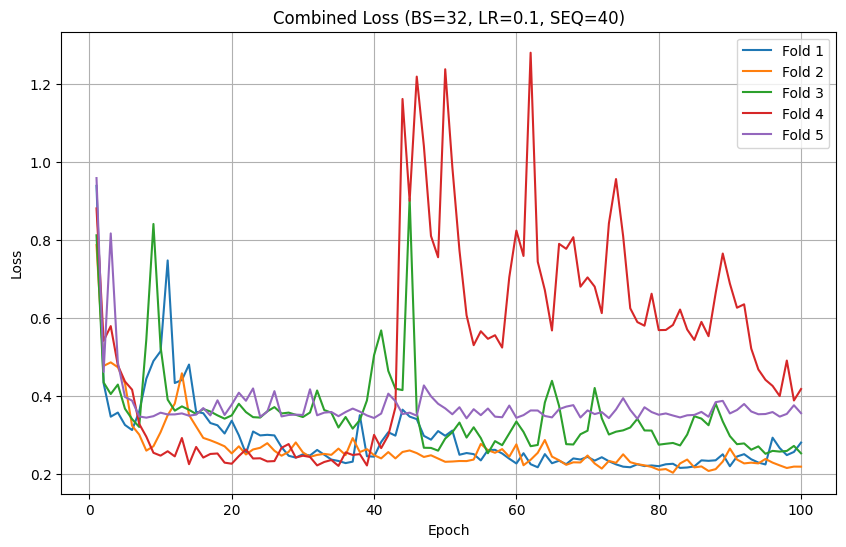 Combined Loss (BS=32, LR=0.1, SEQ=40)
Fold 1
Fold 2
Fold 3
Fold 4
Fold 5
Loss
1.2
1.0
0.8
0.6
0.4
0.2
0 20 40 60 80 100
Epoch